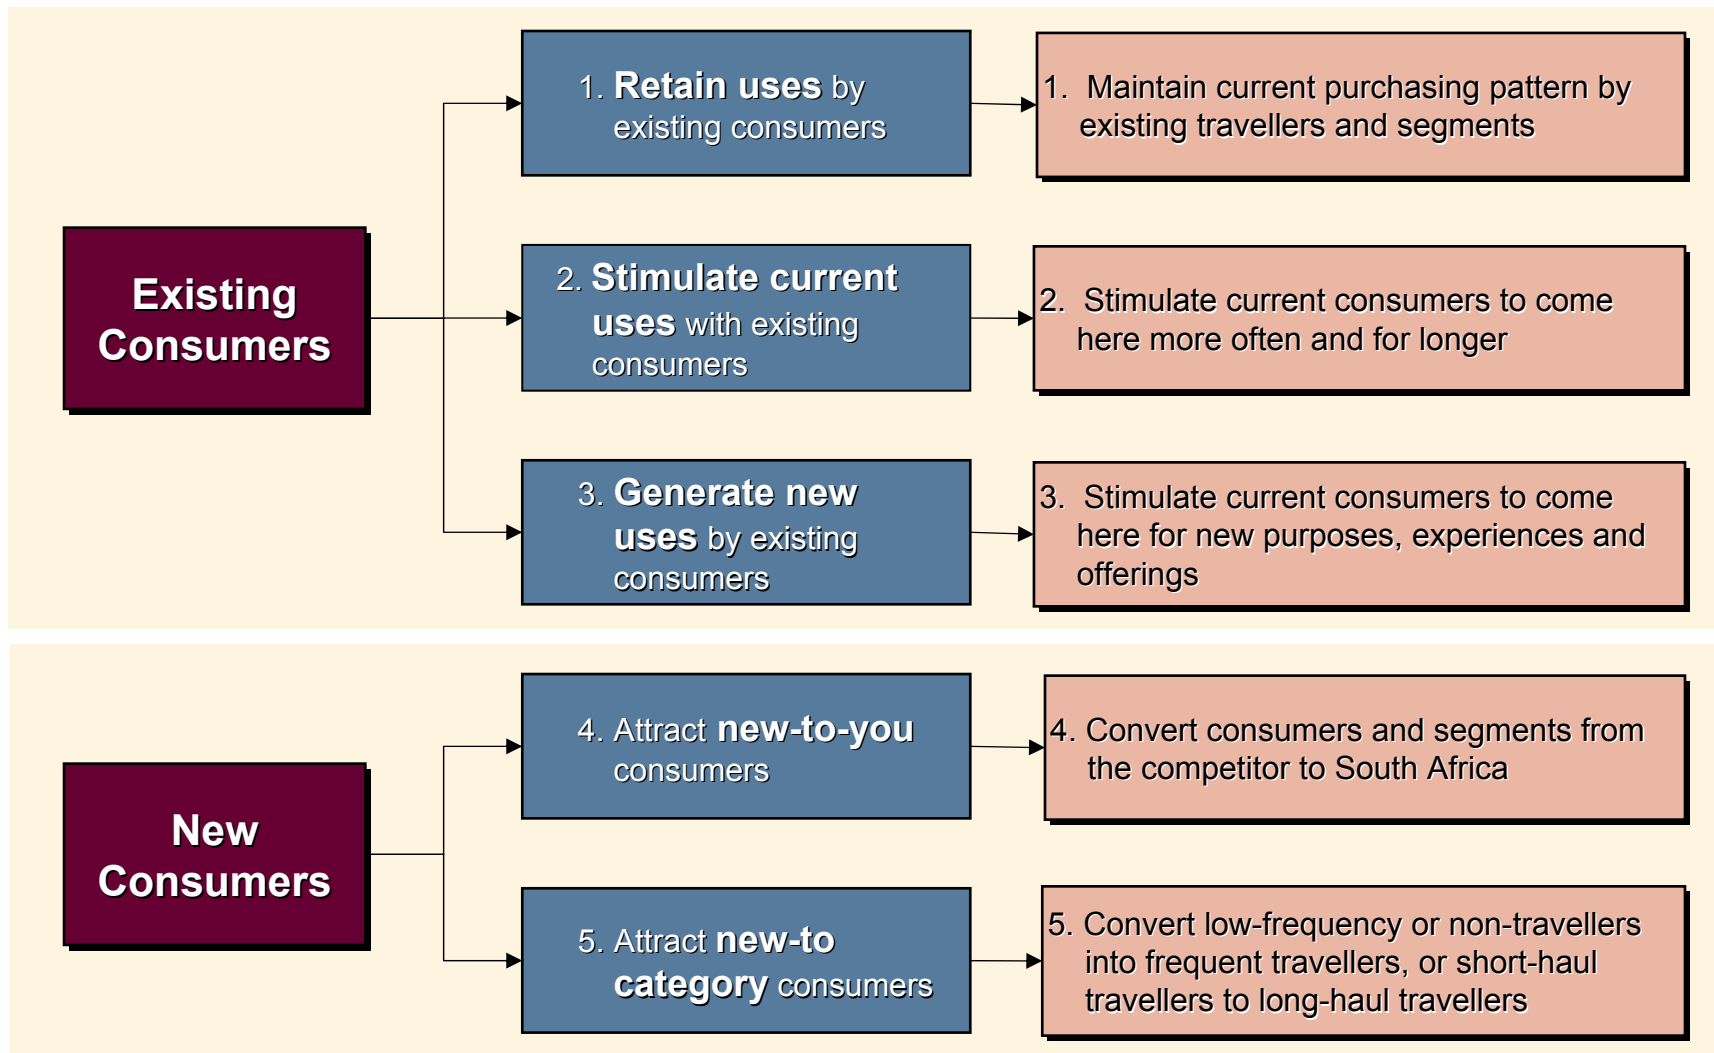 Existing
Consumers
1. Retain uses by
existing consumers
1. Maintain current purchasing pattern by
existing travellers and segments
2. Stimulate current
uses with existing
consumers
2. Stimulate current consumers to come
here more often and for longer
3. Generate new
uses by existing
consumers
3. Stimulate current consumers to come
here for new purposes, experiences and
offerings
New
Consumers
4. Attract new-to-you
consumers
4. Convert consumers and segments from
the competitor to South Africa
5. Attract new-to
category consumers
5. Convert low-frequency or non-travellers
into frequent travellers, or short-haul
travellers to long-haul travellers